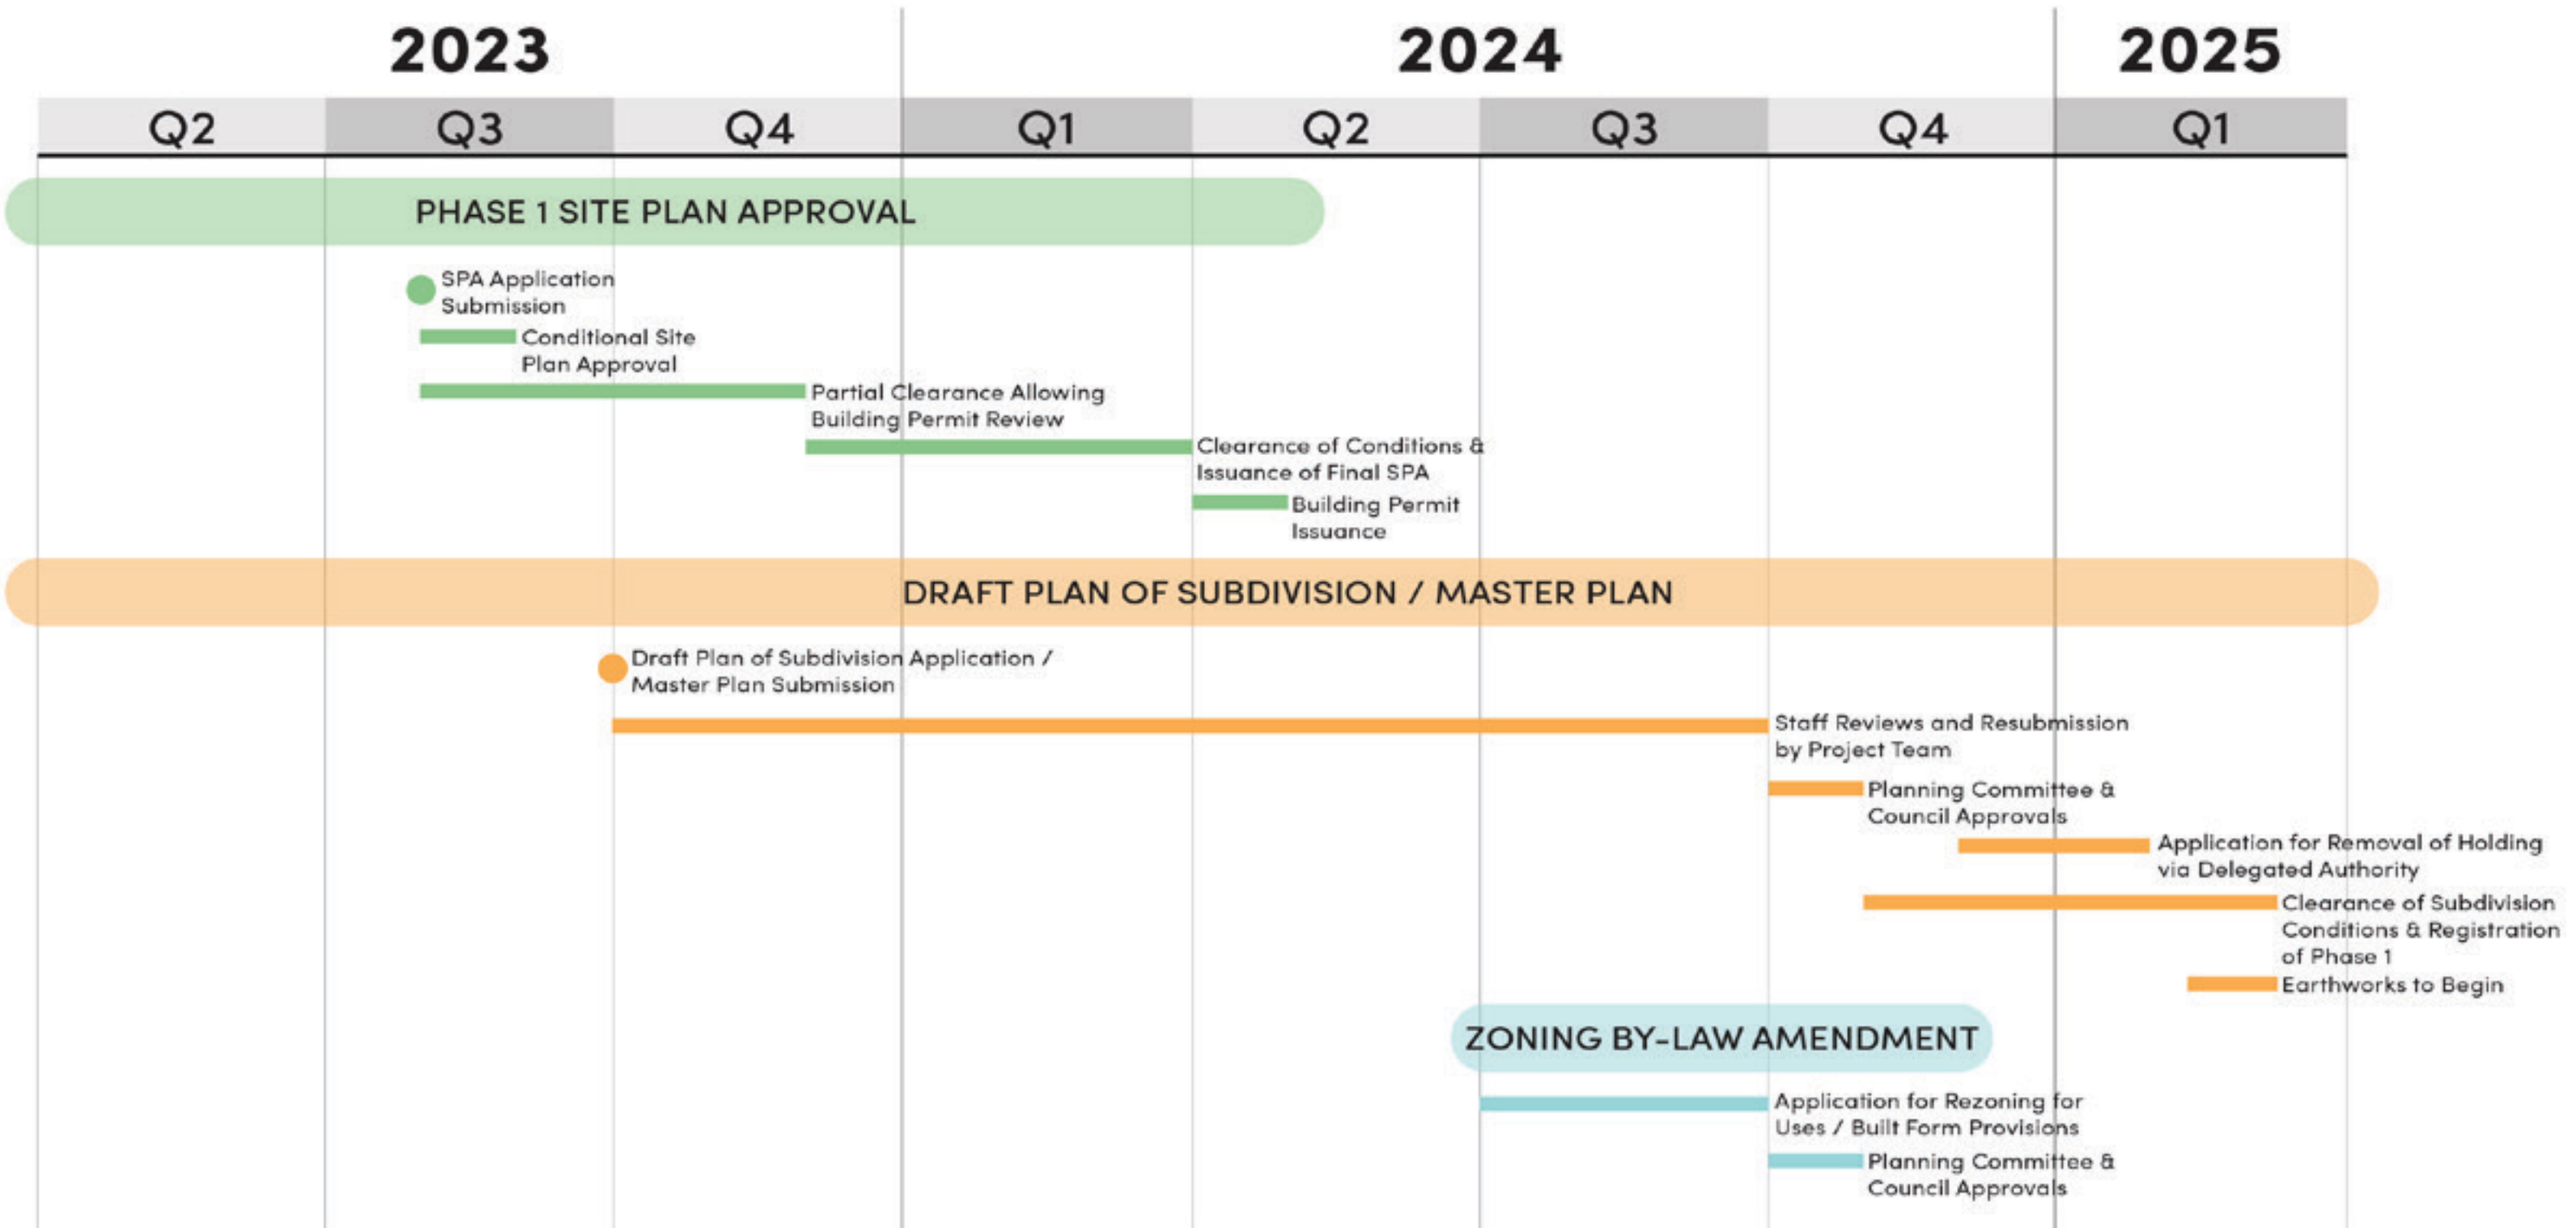 2023
2024
2025
Q2
Q3
Q4
Q1
Q2
Q3
Q4
Q1
PHASE 1 SITE PLAN APPROVAL
SPA Application
Submission
Conditional Site
Plan Approval
Partial Clearance Allowing
Building Permit Review
Clearance of Conditions &
Issuance of Final SPA
Building Permit
Issuance
DRAFT PLAN OF SUBDIVISION / MASTER PLAN
Draft Plan of Subdivision Application /
Master Plan Submission
Staff Reviews and Resubmission
by Project Team
Planning Committee &
Council Approvals
Application for Removal of Holding
via Delegated Authority
Clearance of Subdivision
Conditions & Registration
of Phase 1
Earthworks to Begin
ZONING BY-LAW AMENDMENT
Application for Rezoning for
Uses / Built Form Provisions
Planning Committee &
Council Approvals